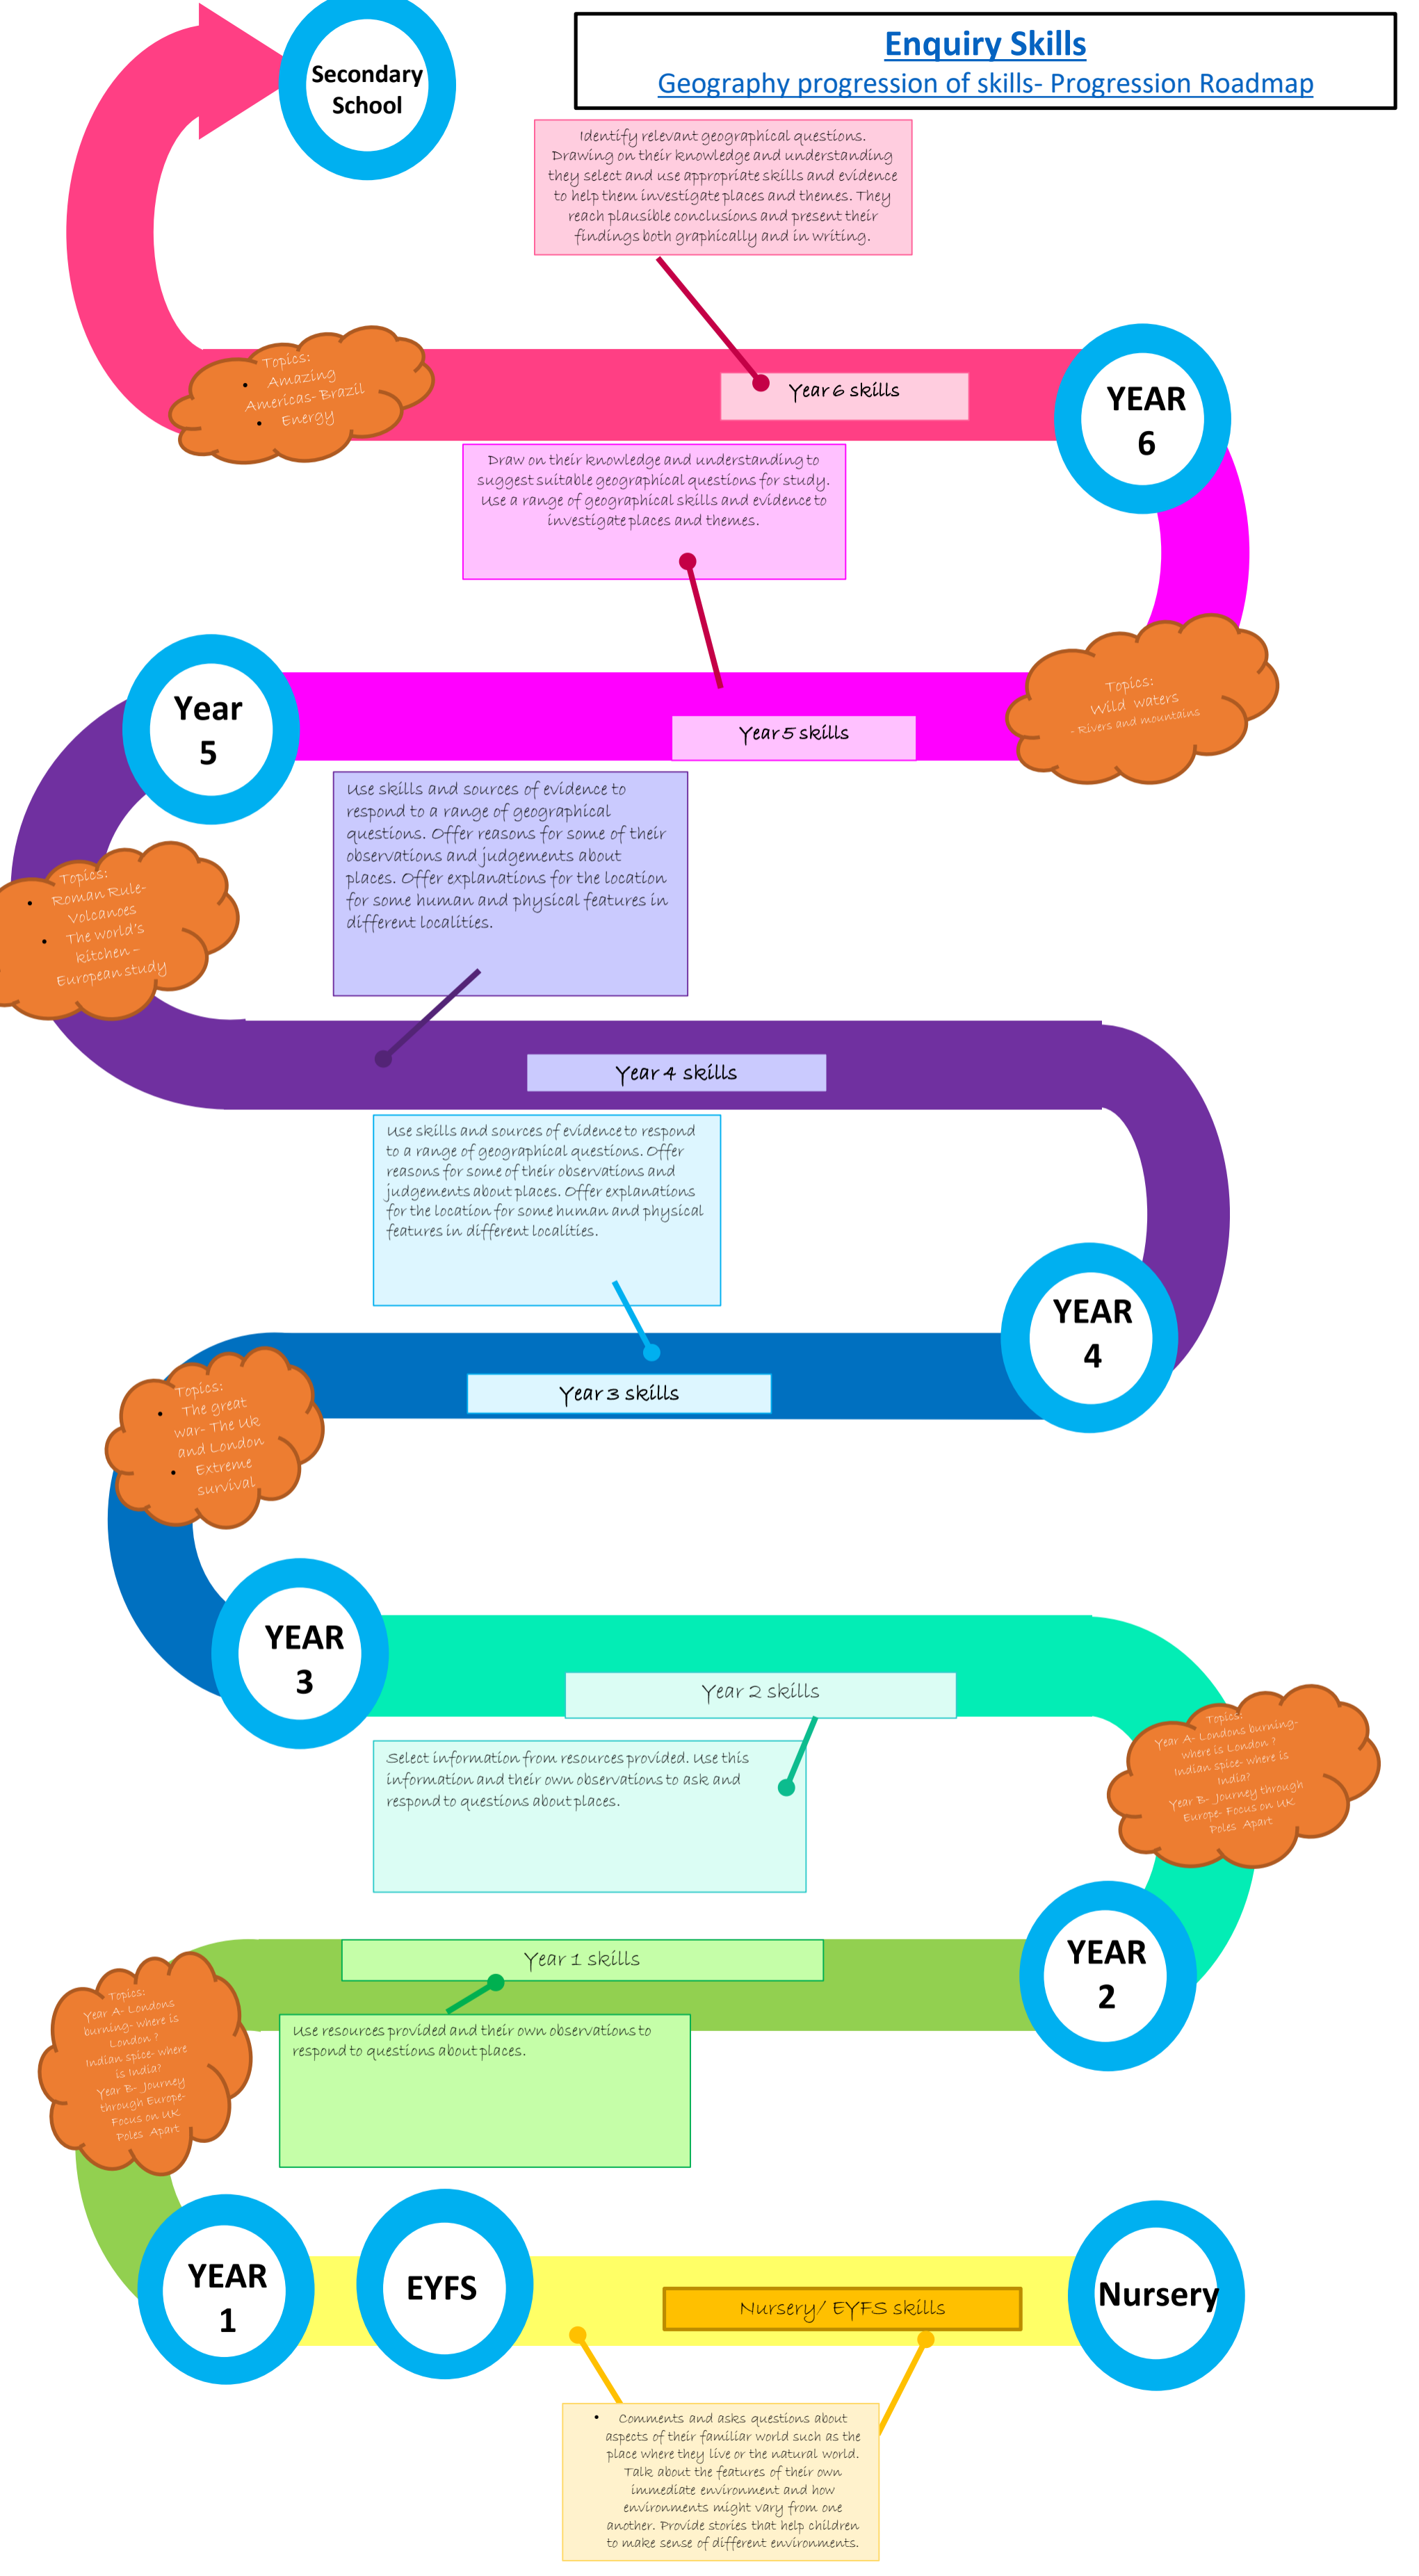 Enquiry Skills
Geography progression of skills- Progression Roadmap
Secondary
School
Identify relevant geographical questions.
Drawing on their knowledge and understanding
they select and use appropriate skills and evidence
to help them investigate places and themes. They
reach plausible conclusions and present their
findings both graphically and in writing.
Topics:
• Amazing
Americas- Brazil
• Energy
Year 6 skills
YEAR
6
Draw on their knowledge and understanding to
suggest suitable geographical questions for study.
Use a range of geographical skills and evidence to
investigate places and themes.
Topics:
Wild waters
- Rivers and mountains
Year
5
Year 5 skills
Use skills and sources of evidence to
respond to a range of geographical
questions. Offer reasons for some of their
observations and judgements about
places. Offer explanations for the location
for some human and physical features in
different localities.
Topics:
• Roman Rule-
Volcanoes
• The world's
kitchen –
European study
Year 4 skills
Use skills and sources of evidence to respond
to a range of geographical questions. Offer
reasons for some of their observations and
judgements about places. Offer explanations
for the location for some human and physical
features in different localities.
YEAR
4
Year 3 skills
Topics:
• The great
war- The Uk
and London
• Extreme
survival
YEAR
3
Year 2 skills
Select information from resources provided. Use this
information and their own observations to ask and
respond to questions about places.
Topics:
Year A- Londons burning-
where is London ?
Indian spice- where is
India?
Year B- Journey through
Europe- Focus on UK
Poles Apart
YEAR
2
Year 1 skills
Use resources provided and their own observations to
respond to questions about places.
Topics:
Year A- Londons
burning- where is
London ?
Indian spice- where
is India?
Year B- Journey
through Europe-
Focus on UK
Poles Apart
YEAR
1
EYFS
Nursery/ EYFS skills
Nursery
• Comments and asks questions about
aspects of their familiar world such as the
place where they live or the natural world.
Talk about the features of their own
immediate environment and how
environments might vary from one
another. Provide stories that help children
to make sense of different environments.